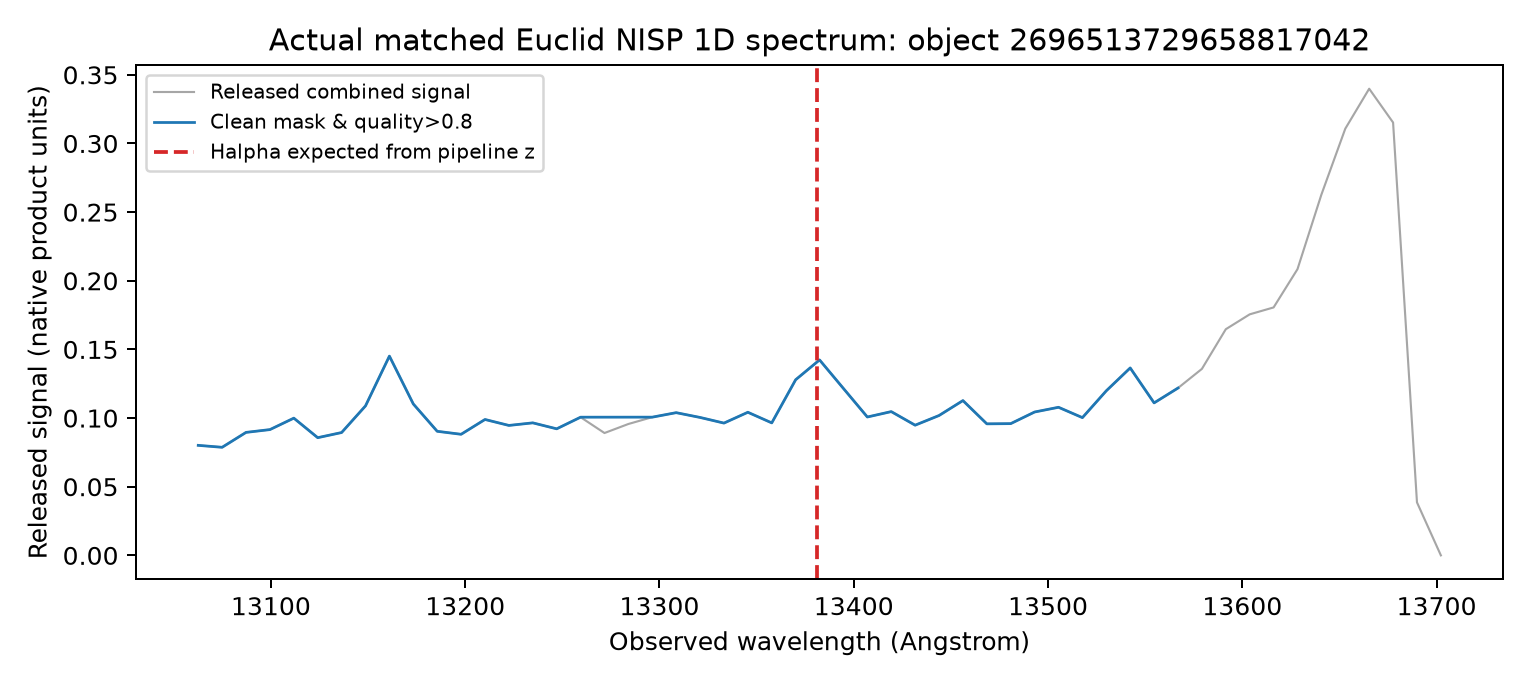 Actual matched Euclid NISP 1D spectrum: object 2696513729658817042
Released combined signal
Clean mask & quality>0.8
Halpha expected from pipeline z
Released signal (native product units)
0.35
0.30
0.25
0.20
0.15
0.10
0.05
0.00
13100 13200 13300 13400 13500 13600 13700
Observed wavelength (Angstrom)